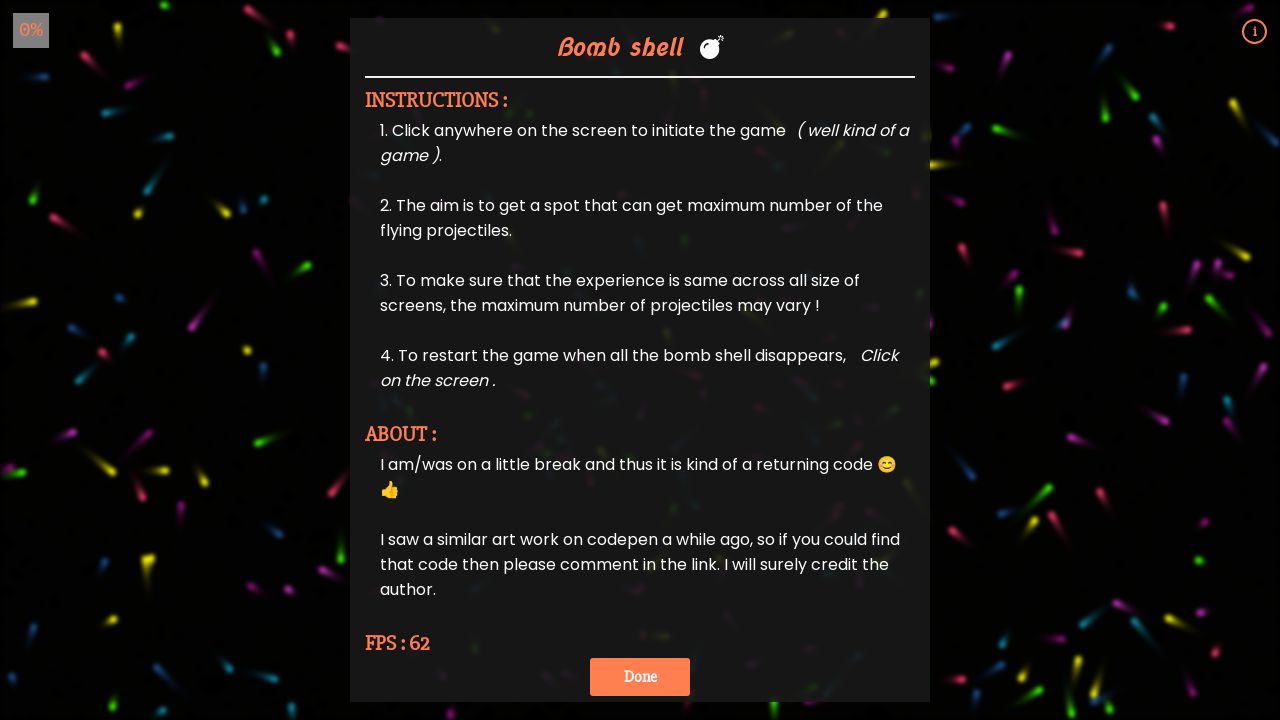 0%
i
Bomb shell 💣
INSTRUCTIONS :
1. Click anywhere on the screen to initiate the game ( well kind of a
game ).
2. The aim is to get a spot that can get maximum number of the
flying projectiles.
3. To make sure that the experience is same across all size of
screens, the maximum number of projectiles may vary !
4. To restart the game when all the bomb shell disappears, Click
on the screen .
ABOUT :
I am/was on a little break and thus it is kind of a returning code 😊
👍
I saw a similar art work on codepen a while ago, so if you could find
that code then please comment in the link. I will surely credit the
author.
FPS : 62
Done